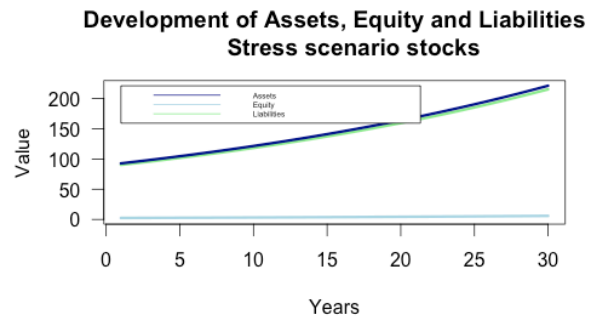 Development of Assets, Equity and Liabilities
Stress scenario stocks
Assets
Equity
Liabilities
Value
200
150
100
50
0
0 5 10 15 20 25 30
Years